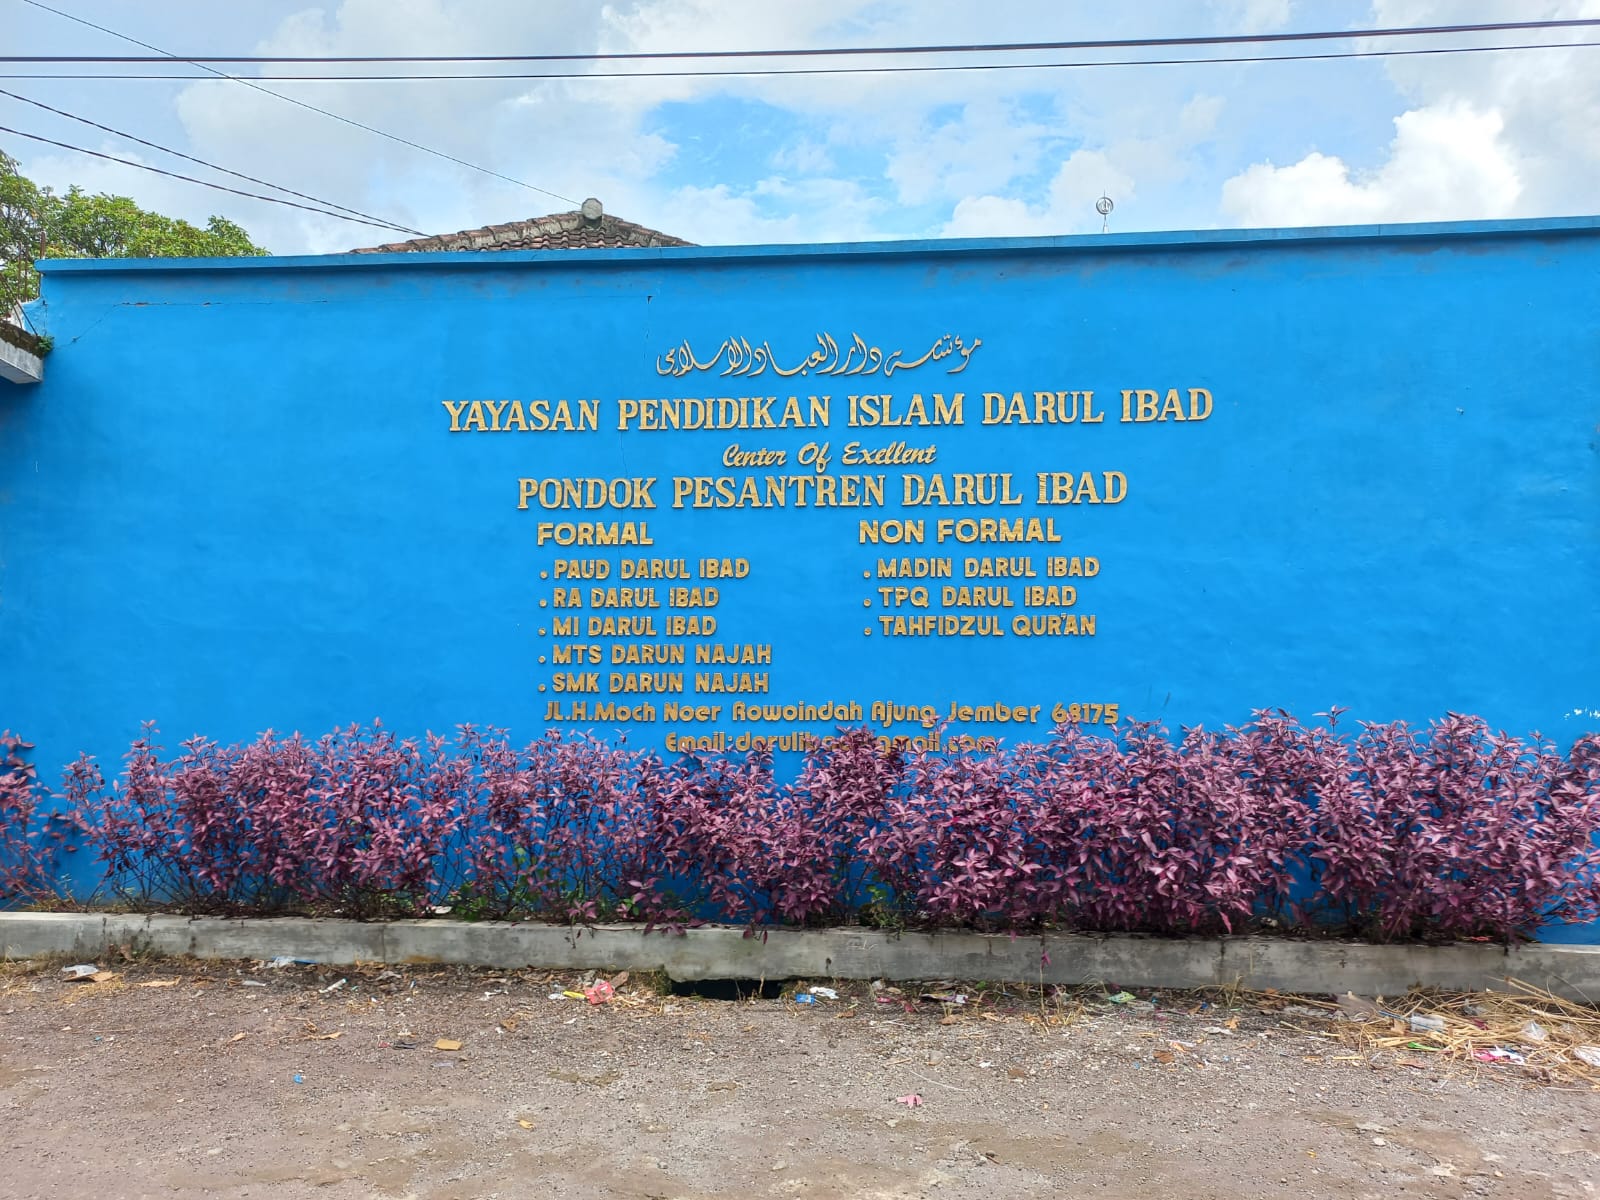 مؤسسة دار العباد الإسلامي
YAYASAN PENDIDIKAN ISLAM DARUL IBAD
Center Of Exellent
PONDOK PESANTREN DARUL IBAD
FORMAL
. PAUD DARUL IBAD
. RA DARUL IBAD
. MI DARUL IBAD
. MTS DARUN NAJAH
. SMK DARUN NAJAH
NON FORMAL
. MADIN DARUL IBAD
. TPQ DARUL IBAD
. TAHFIDZUL QUR'AN
JL.H.Moch Noer Rowoindah Ajung Jember 68175
Email: